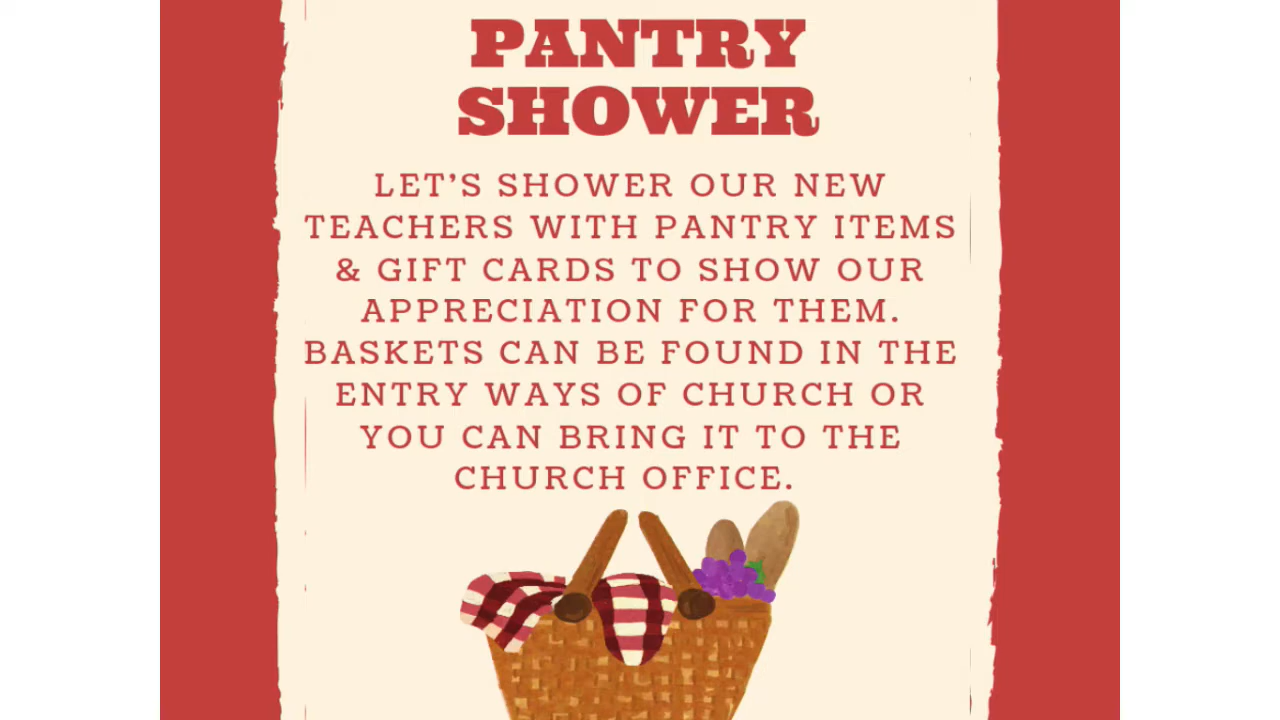 PANTRY
SHOWER
LET'S SHOWER OUR NEW
TEACHERS WITH PANTRY ITEMS
& GIFT CARDS TO SHOW OUR
APPRECIATION FOR THEM.
BASKETS CAN BE FOUND IN THE
ENTRY WAYS OF CHURCH OR
YOU CAN BRING IT TO THE
CHURCH OFFICE.